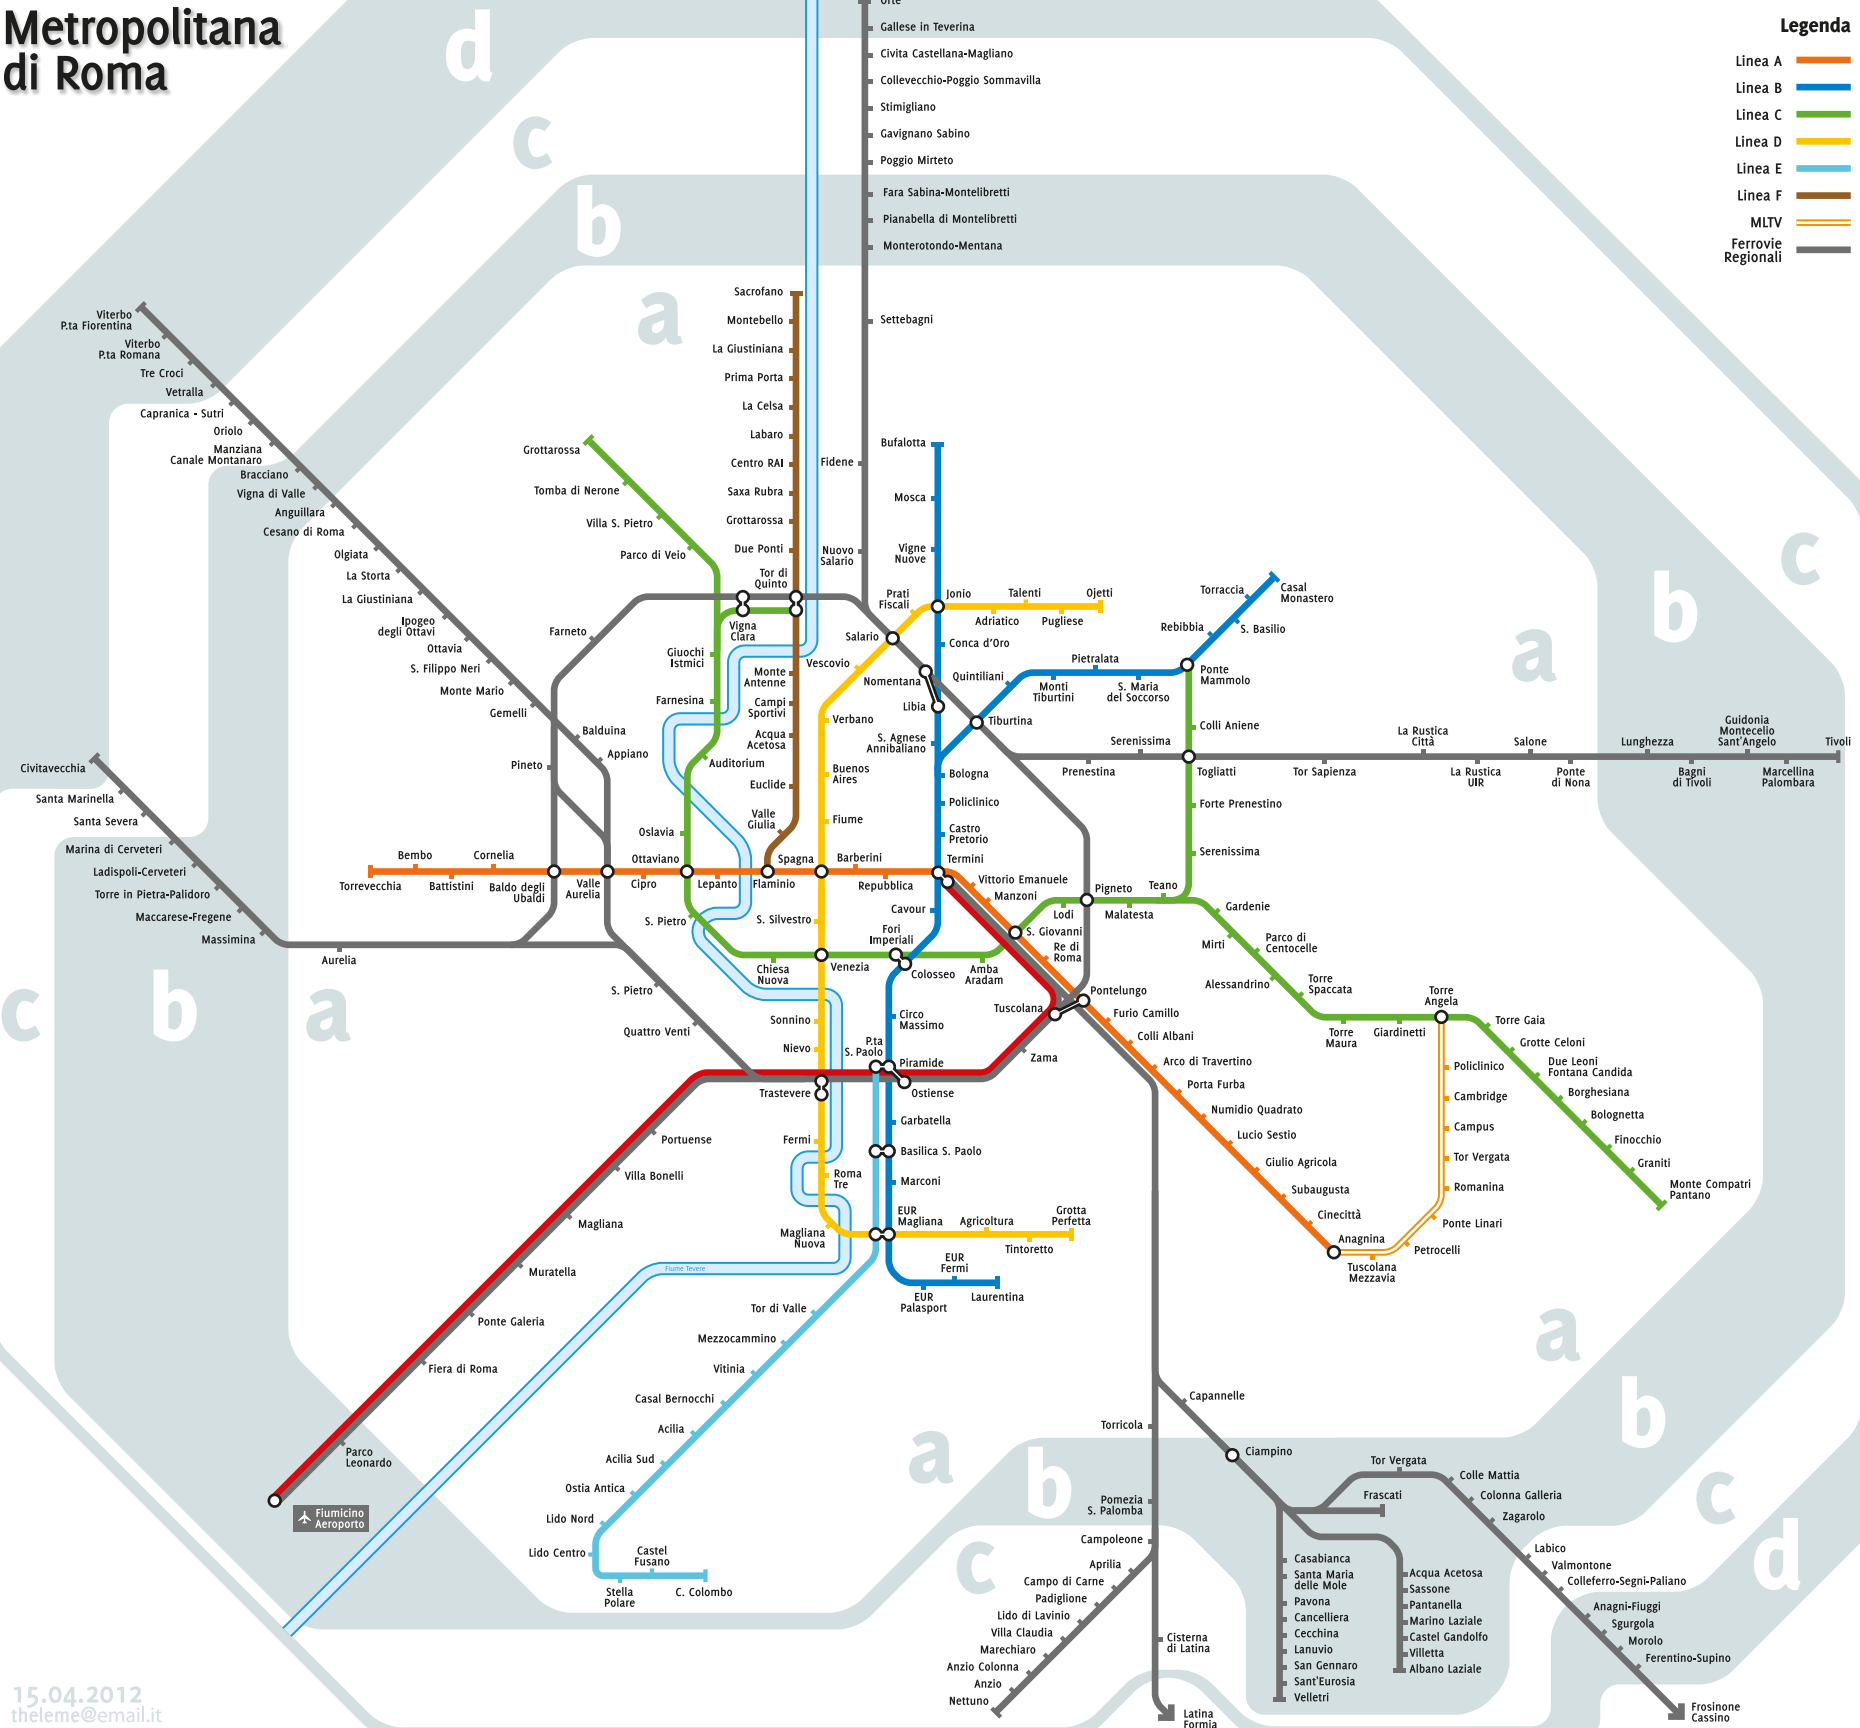 Metropolitana
di Roma
d
c
b
a
Orte
Gallese in Teverina
Civita Castellana-Magliano
Collevecchio-Poggio Sommavilla
Stimigliano
Gavignano Sabino
Poggio Mirteto
Fara Sabina-Montelibretti
Pianabella di Montelibretti
Monterotondo-Mentana
Settebagni
Fidene
Nuovo
Salario
Legenda
Linea A
Linea B
Linea C
Linea D
Linea E
Linea F
MLTV
Ferrovie
Regionali
Viterbo
P.ta Fiorentina
Viterbo
P.ta Romana
Tre Croci
Vetralla
Capranica - Sutri
Oriolo
Manziana
Canale Montanaro
Bracciano
Vigna di Valle
Anguillara
Cesano di Roma
Olgiata
La Storta
La Giustiniana
Ipogeo
degli Ottavi
Ottavia
S. Filippo Neri
Monte Mario
Gemelli
Balduina
Appiano
Farneto
Pineto
Sacrofano
Montebello
La Giustiniana
Prima Porta
La Celsa
Labaro
Centro RAI
Saxa Rubra
Grottarossa
Due Ponti
Tor di
Quinto
Monte
Antenne
Campi
Sportivi
Acqua
Acetosa
Euclide
Valle
Giulia
Grottarossa
Tomba di Nerone
Villa S. Pietro
Parco di Veio
Vigna
Clara
Giuochi
Istmici
Farnesina
Auditorium
Oslavia
Bufalotta
Mosca
Vigne
Nuove
Prati
Fiscali
Jonio
Talenti
Ojetti
Adriatico
Pugliese
Salario
Conca d'Oro
Vescovio
Nomentana
Libia
Quintiliani
Pietralata
Monti
Tiburtini
S. Maria
del Soccorso
Ponte
Mammolo
Rebibbia
S. Basilio
Torraccia
Casal
Monastero
Verbano
S. Agnese
Annibaliano
Tiburtina
Buenos
Aires
Bologna
Policlinico
Fiume
Castro
Pretorio
Colli Aniene
Serenissima
Prenestina
Togliatti
Tor Sapienza
La Rustica
Città
La Rustica
UIR
Salone
Ponte
di Nona
Lunghezza
Bagni
di Tivoli
Guidonia
Montecelio
Sant'Angelo
Marcellina
Palombara
Tivoli
Forte Prenestino
Serenissima
c
b
a
Civitavecchia
Santa Marinella
Santa Severa
Marina di Cerveteri
Ladispoli-Cerveteri
Torre in Pietra-Palidoro
Maccarese-Fregene
Massimina
Aurelia
S. Pietro
Quattro Venti
Torrevecchia
Bembo
Battistini
Cornelia
Baldo degli
Ubaldi
Valle
Aurelia
Cipro
Ottaviano
Lepanto
Flaminio
Spagna
Barberini
Repubblica
Termini
Vittorio Emanuele
Manzoni
S. Giovanni
Re di
Roma
Pontelungo
Furio Camillo
Colli Albani
Arco di Travertino
Porta Furba
Numidio Quadrato
Lucio Sestio
Giulio Agricola
Subaugusta
Cinecittà
Anagnina
S. Pietro
Chiesa
Nuova
Venezia
Fori
Imperiali
Colosseo
Amba
Aradam
Lodi
Pigneto
Malatesta
Teano
Gardenie
Mirti
Parco di
Centocelle
Alessandrino
Torre
Spaccata
Torre
Maura
Giardinetti
Torre
Angela
Torre Gaia
Grotte Celoni
Due Leoni
Fontana Candida
Borghesiana
Bolognetta
Finocchio
Graniti
Monte Compatri
Pantano
Policlinico
Cambridge
Campus
Tor Vergata
Romanina
Ponte Linari
Petrocelli
Tuscolana
Mezzavia
c
b
a
S. Silvestro
Cavour
Sonnino
Nievo
Circo
Massimo
P.ta
S. Paolo
Piramide
Ostiense
Tuscolana
Zama
Trastevere
Garbatella
Fermi
Basilica S. Paolo
Roma
Tre
Marconi
Magliana
Nuova
EUR
Magliana
Agricoltura
Tintoretto
Grotta
Perfetta
EUR
Fermi
EUR
Palasport
Laurentina
Fiume Tevere
Portuense
Villa Bonelli
Magliana
Muratella
Ponte Galeria
Fiera di Roma
Parco
Leonardo
Fiumicino
Aeroporto
Tor di Valle
Mezzocammino
Vitinia
Casal Bernocchi
Acilia
Acilia Sud
Ostia Antica
Lido Nord
Lido Centro
Castel
Fusano
Stella
Polare
C. Colombo
a
b
c
a
b
c
d
Capannelle
Torricola
Ciampino
Pomezia
S. Palomba
Campoleone
Aprilia
Campo di Carne
Padiglione
Lido di Lavinio
Villa Claudia
Marechiaro
Anzio Colonna
Anzio
Nettuno
Cisterna
di Latina
Latina
Formia
Casabianca
Santa Maria
delle Mole
Pavona
Cancelliera
Cecchina
Lanuvio
San Gennaro
Sant'Eurosia
Velletri
Acqua Acetosa
Sassone
Pantanella
Marino Laziale
Castel Gandolfo
Villetta
Albano Laziale
Frascati
Tor Vergata
Colle Mattia
Colonna Galleria
Zagarolo
Labico
Valmontone
Colleferro-Segni-Paliano
Anagni-Fiuggi
Sgurgola
Morolo
Ferentino-Supino
Frosinone
Cassino
15.04.2012
theleme@email.it